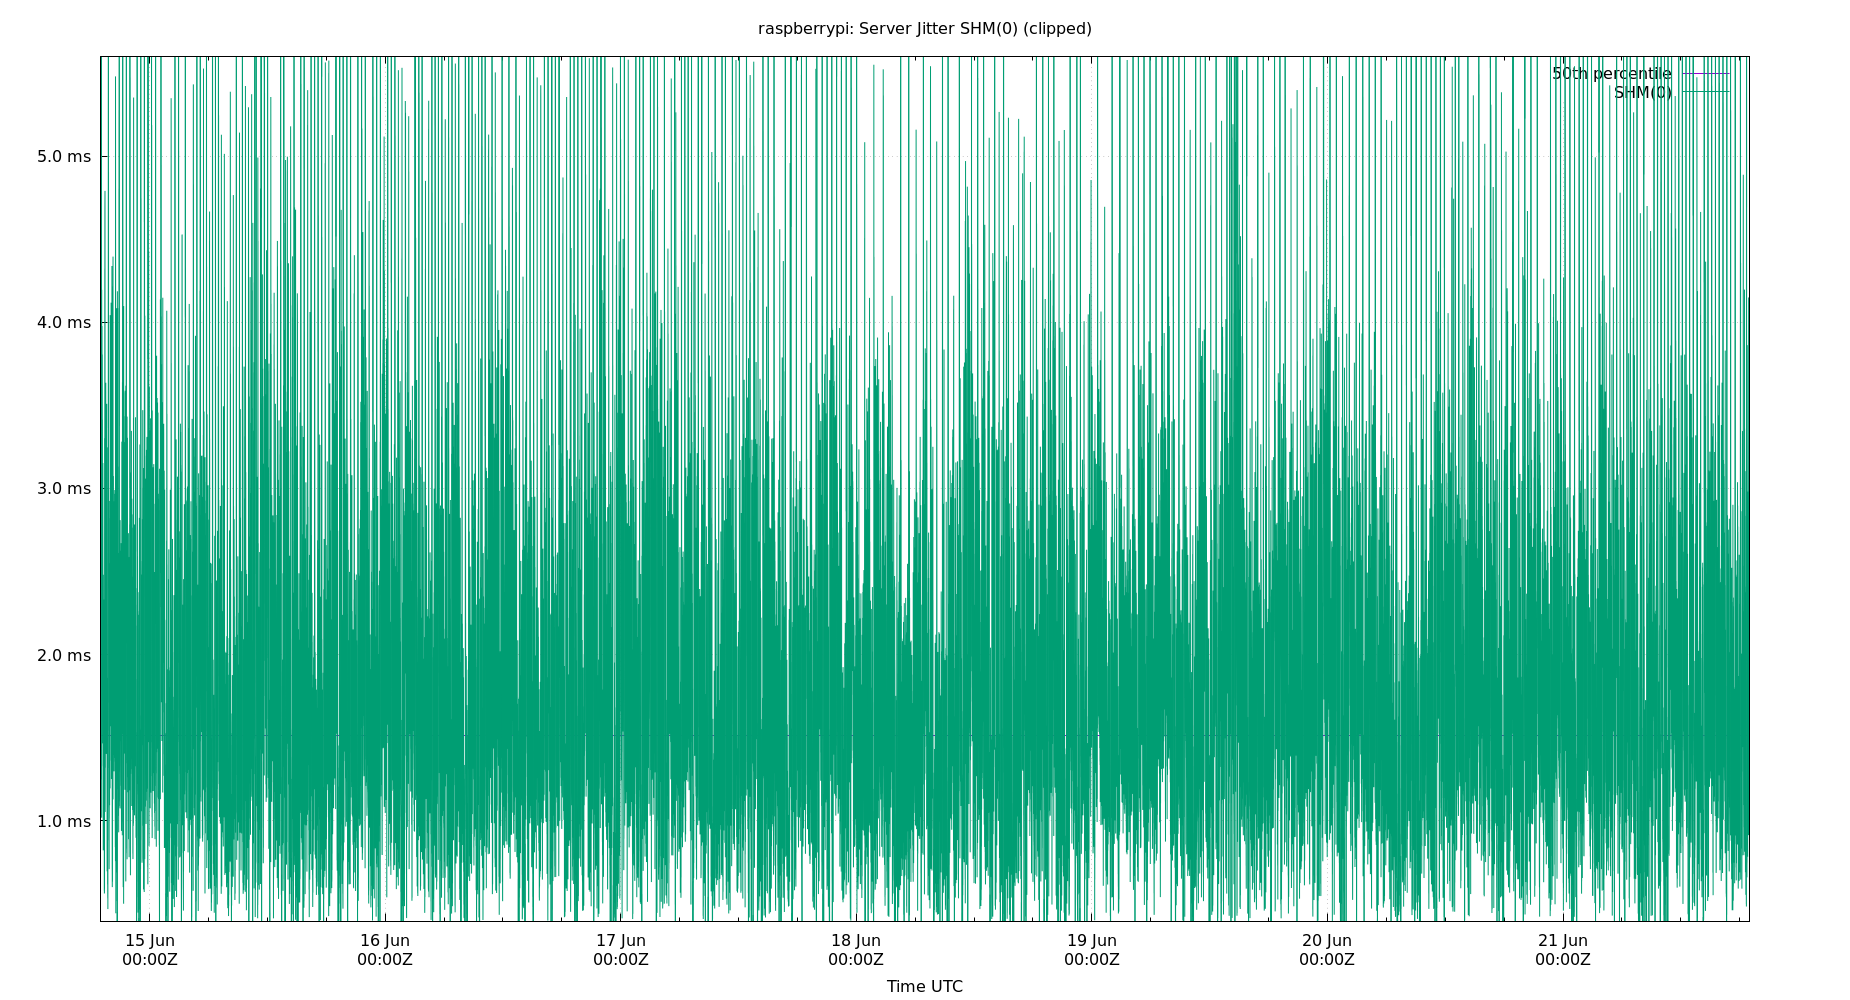 raspberrypi: Server Jitter SHM(0) (clipped)
50th percentile
SHM(0)
5.0 ms
4.0 ms
3.0 ms
2.0 ms
1.0 ms
15 Jun 16 Jun 17 Jun 18 Jun 19 Jun 20 Jun 21 Jun
00:00Z 00:00Z 00:00Z 00:00Z 00:00Z 00:00Z 00:00Z
Time UTC